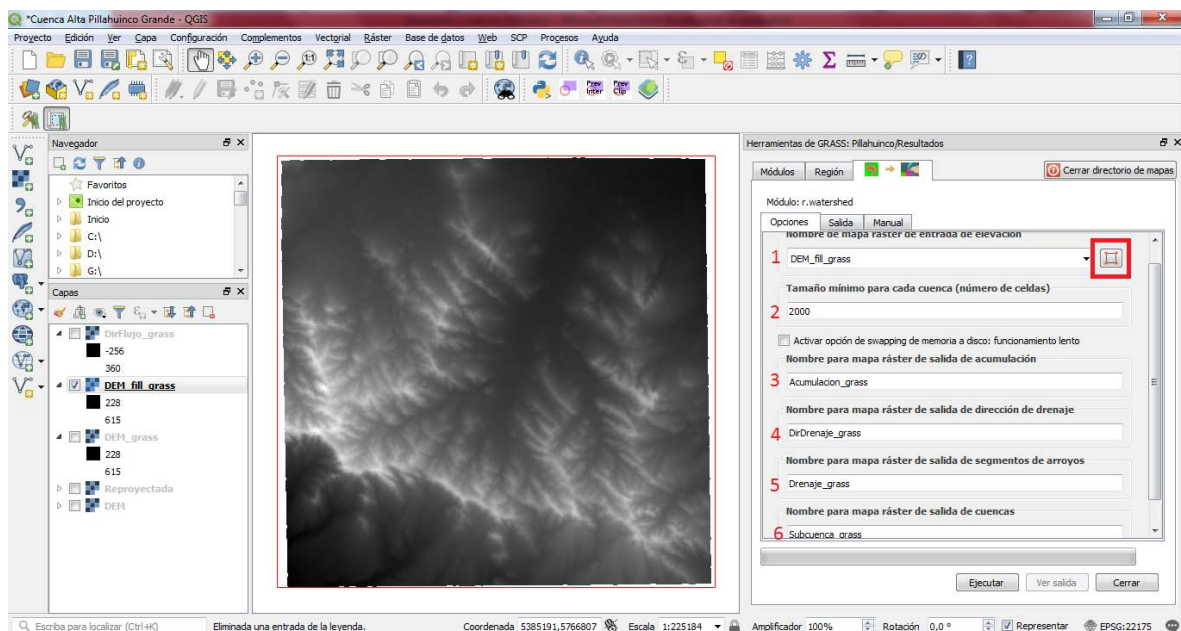 *Cuenca Alta Pillahuinco Grande - QGIS
Proyecto Edición Ver Capa Configuración Complementos Vectorial Ráster Base de datos Web SCP Procesos Ayuda
Navegador
Favoritos
Inicio del proyecto
Inicio
C:\
D:\
G:\
Capas
DirFlujo_grass
-256
360
DEM_fill_grass
228
615
DEM_grass
228
615
Reproyectada
DEM
Herramientas de GRASS: Pillahuinco/Resultados
Módulos Región Cerrar directorio de mapas
Módulo: r.watershed
Opciones Salida Manual
Nombre de mapa ráster de entrada de elevación
1 DEM_fill_grass
Tamaño mínimo para cada cuenca (número de celdas)
2 2000
Activar opción de swapping de memoria a disco: funcionamiento lento
Nombre para mapa ráster de salida de acumulación
3 Acumulacion_grass
Nombre para mapa ráster de salida de dirección de drenaje
4 DirDrenaje_grass
Nombre para mapa ráster de salida de segmentos de arroyos
5 Drenaje_grass
Nombre para mapa ráster de salida de cuencas
6 Subcuenca_grass
Ejecutar Ver salida Cerrar
Escriba para localizar (Ctrl+K) Eliminada una entrada de la leyenda. Coordenada 5385191,5766807 Escala 1:225184 Amplificador 100% Rotación 0,0 ° Representar EPSG:22175